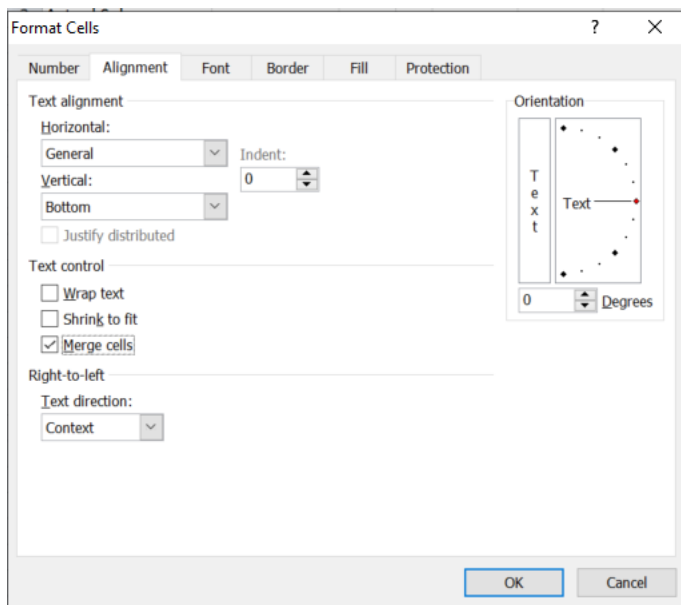 Format Cells ? X
Number Alignment Font Border Fill Protection
Text alignment
Horizontal:
General
Indent:
0
Vertical:
Bottom
Justify distributed
Text control
Wrap text
Shrink to fit
Merge cells
Right-to-left
Text direction:
Context
Orientation
Text
Text
0 Degrees
OK Cancel